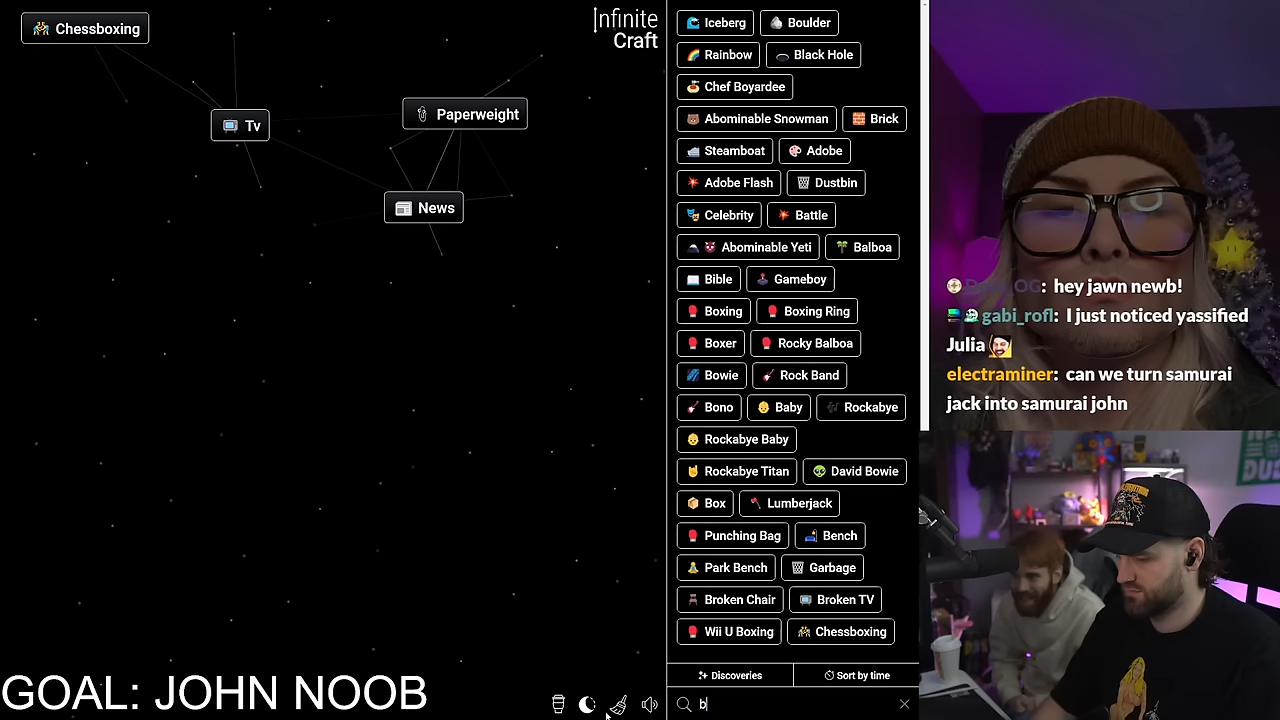 Chessboxing
Infinite
Craft
Tv
Paperweight
News
Iceberg
Boulder
Rainbow
Black Hole
Chef Boyardee
Abominable Snowman
Brick
Steamboat
Adobe
Adobe Flash
Dustbin
Celebrity
Battle
Abominable Yeti
Balboa
Bible
Gameboy
Boxing
Boxing Ring
Boxer
Rocky Balboa
Bowie
Rock Band
Bono
Baby
Rockabye
Rockabye Baby
Rockabye Titan
David Bowie
Box
Lumberjack
Punching Bag
Bench
Park Bench
Garbage
Broken Chair
Broken TV
Wii U Boxing
Chessboxing
Discoveries
Sort by time
b
GOAL: JOHN NOOB
hey jawn newb!
gabi_rofl: I just noticed yassified
Julia
electraminer: can we turn samurai
jack into samurai john